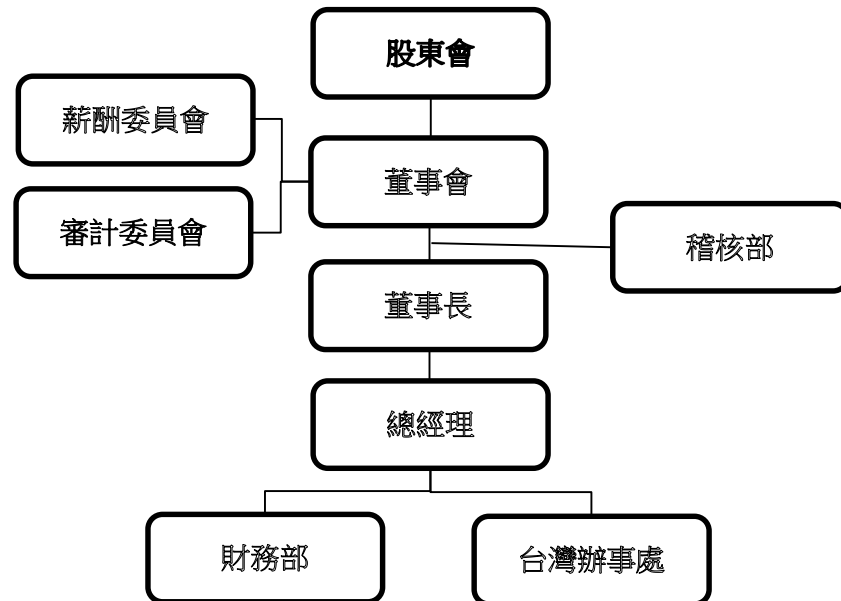 股東會
薪酬委員會
董事會
審計委員會
稽核部
董事長
總經理
財務部
台灣辦事處